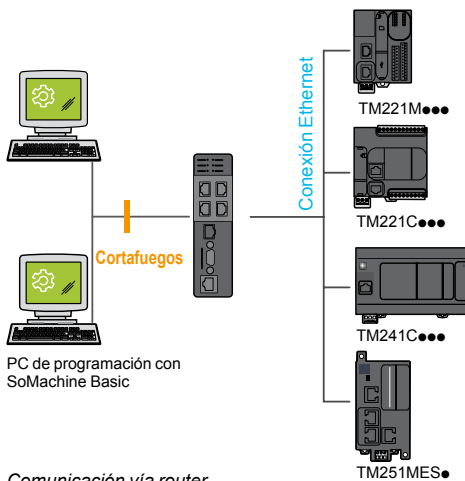 Conexión Ethernet
TM221M●●●
TM221C●●●
Cortafuegos
TM241C●●●
PC de programación con
SoMachine Basic
TM251MES●
Comunicación vía router